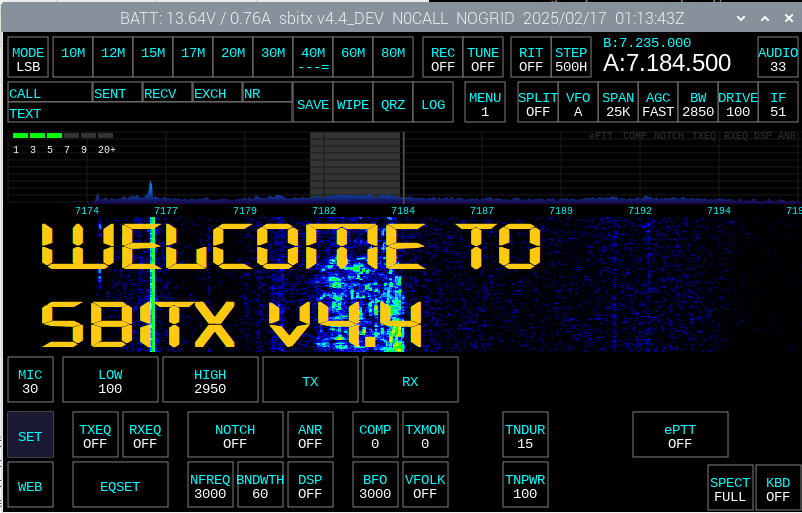 BATT: 13.64V / 0.76A sbitx v4.4_DEV N0CALL NOGRID 2025/02/17 01:13:43Z
MODE LSB 10M 12M 15M 17M 20M 30M 40M ---= 60M 80M REC OFF TUNE OFF RIT OFF STEP 500H B:7.235.000 A:7.184.500 AUDIO 33
CALL SENT RECV EXCH NR
TEXT
SAVE WIPE QRZ LOG MENU 1 SPLIT OFF VFO A SPAN 25K AGC FAST BW 2850 DRIVE 100 IF 51
ePTT COMP NOTCH TXEQ RXEQ DSP ANR
1 3 5 7 9 20+
7174 7177 7179 7182 7184 7187 7189 7192 7194 719
WELCOME TO
SBITX V4.4
MIC 30 LOW 100 HIGH 2950 TX RX
SET TXEQ OFF RXEQ OFF NOTCH OFF ANR OFF COMP 0 TXMON 0 TNDUR 15 ePTT OFF
WEB EQSET NFREQ 3000 BNDWTH 60 DSP OFF BFO 3000 VFOLK OFF TNPWR 100 SPECT FULL KBD OFF